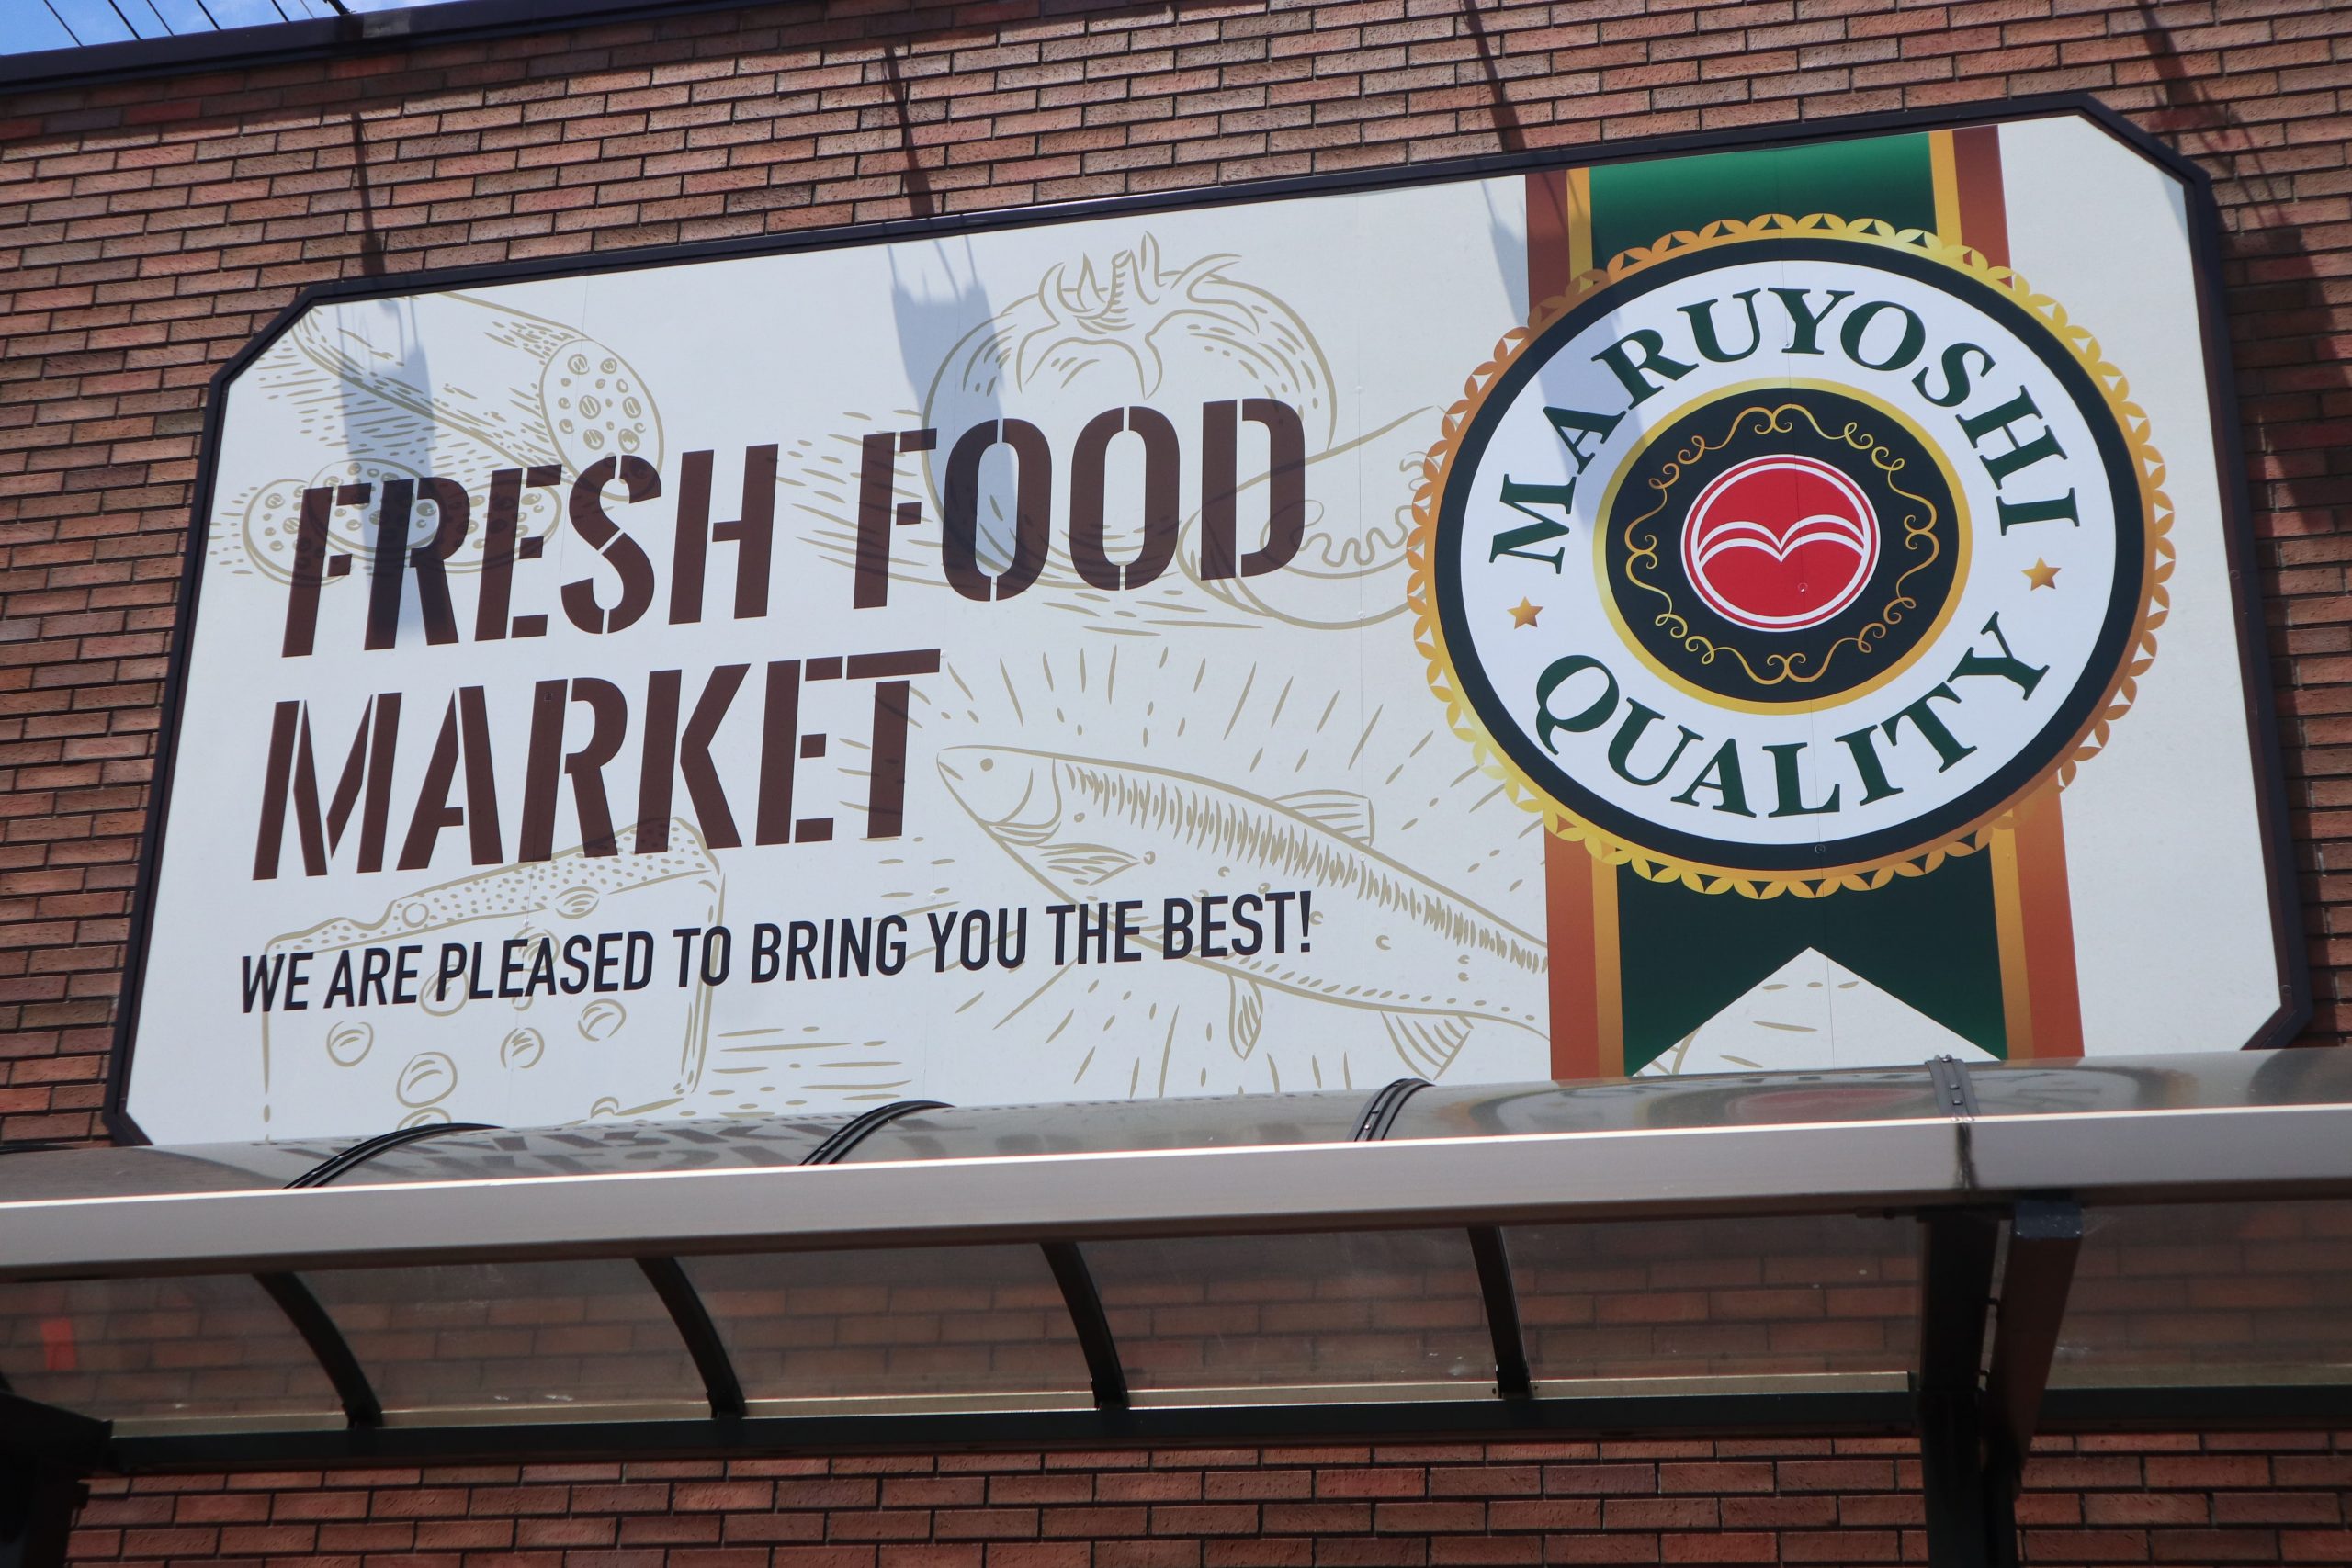 FRESH FOOD
MARKET
WE ARE PLEASED TO BRING YOU THE BEST!
MARUYOSHI
QUALITY